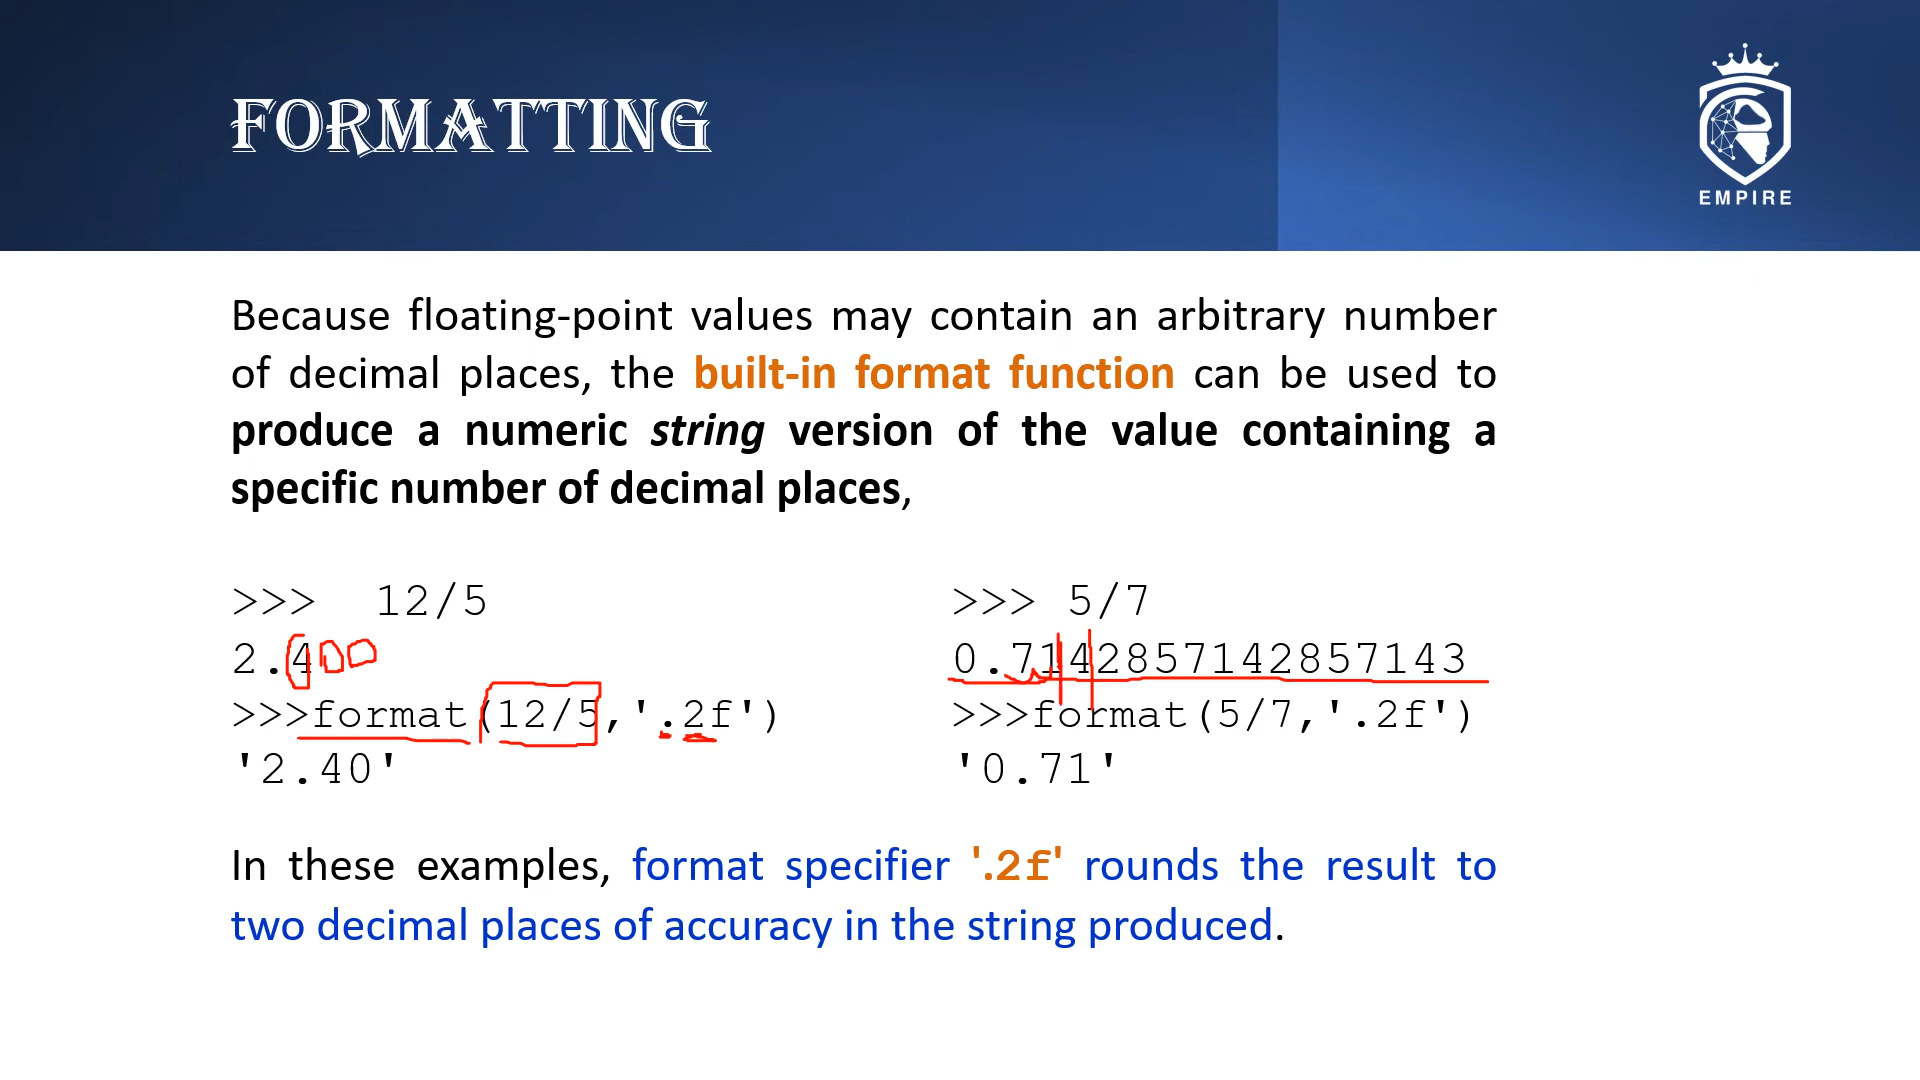 FORMATTING
EMPIRE
Because floating-point values may contain an arbitrary number
of decimal places, the built-in format function can be used to
produce a numeric string version of the value containing a
specific number of decimal places,
>>> 12/5
2.400
>>>format(12/5,'.2f')
'2.40'
>>> 5/7
0.7142857142857143
>>>format(5/7,'.2f')
'0.71'
In these examples, format specifier '.2f' rounds the result to
two decimal places of accuracy in the string produced.